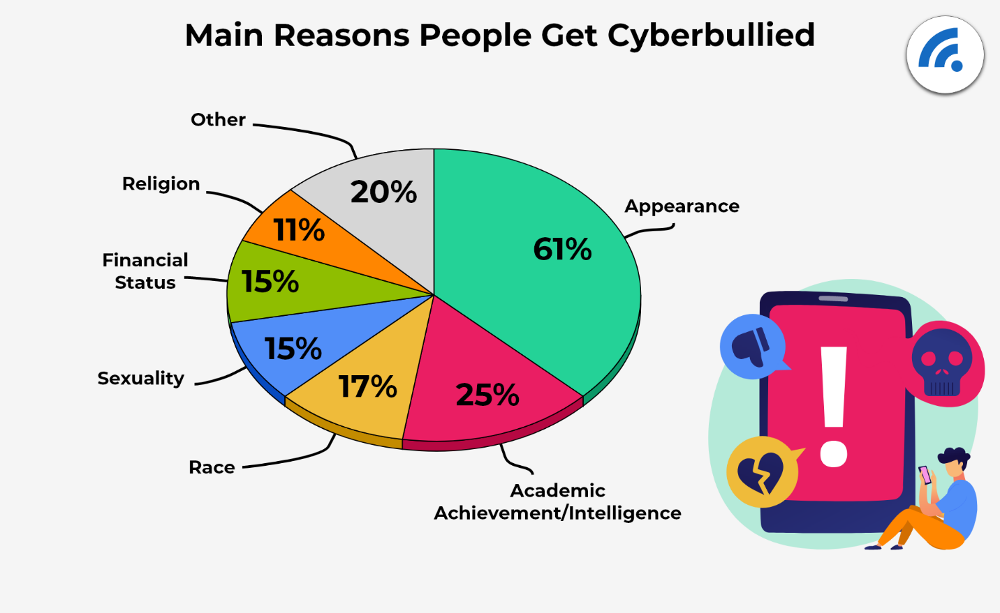 Main Reasons People Get Cyberbullied
Other
20%
Religion
11%
Appearance
61%
Financial
Status
15%
Sexuality
15%
Race
17%
25%
Academic
Achievement/Intelligence
!